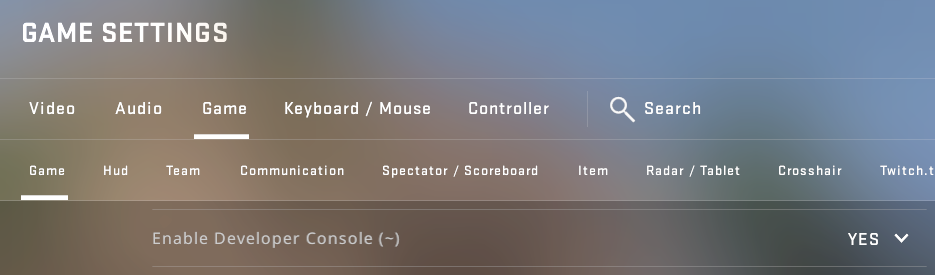 GAME SETTINGS
Video Audio Game Keyboard / Mouse Controller Search
Game Hud Team Communication Spectator / Scoreboard Item Radar / Tablet Crosshair Twitch.t
Enable Developer Console (~) YES